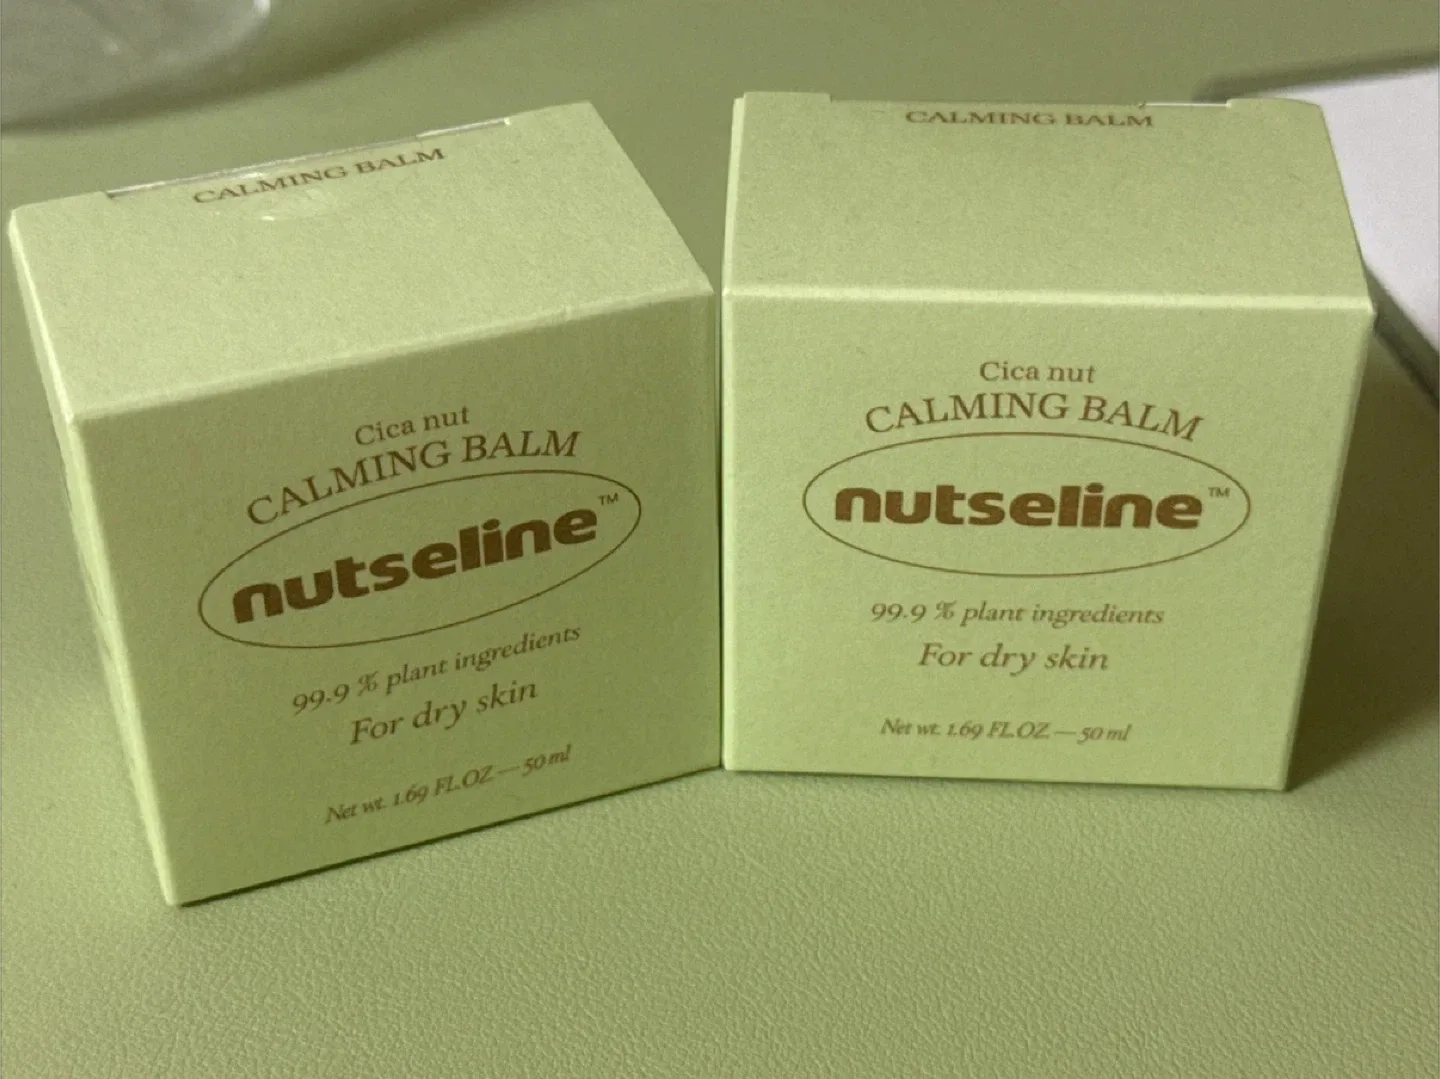 CALMING BALM
Cica nut
CALMING BALM
nutseline™
99.9 % plant ingredients
For dry skin
Net wt. 1.69 FL.OZ — 50 ml
CALMING BALM
Cica nut
CALMING BALM
nutseline™
99.9 % plant ingredients
For dry skin
Net wt. 1.69 FL.OZ — 50 ml